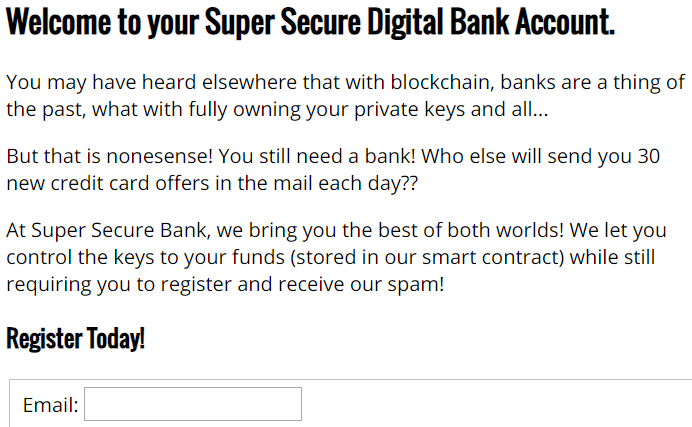 Welcome to your Super Secure Digital Bank Account.
You may have heard elsewhere that with blockchain, banks are a thing of
the past, what with fully owning your private keys and all...
But that is nonesense! You still need a bank! Who else will send you 30
new credit card offers in the mail each day??
At Super Secure Bank, we bring you the best of both worlds! We let you
control the keys to your funds (stored in our smart contract) while still
requiring you to register and receive our spam!
Register Today!
Email: